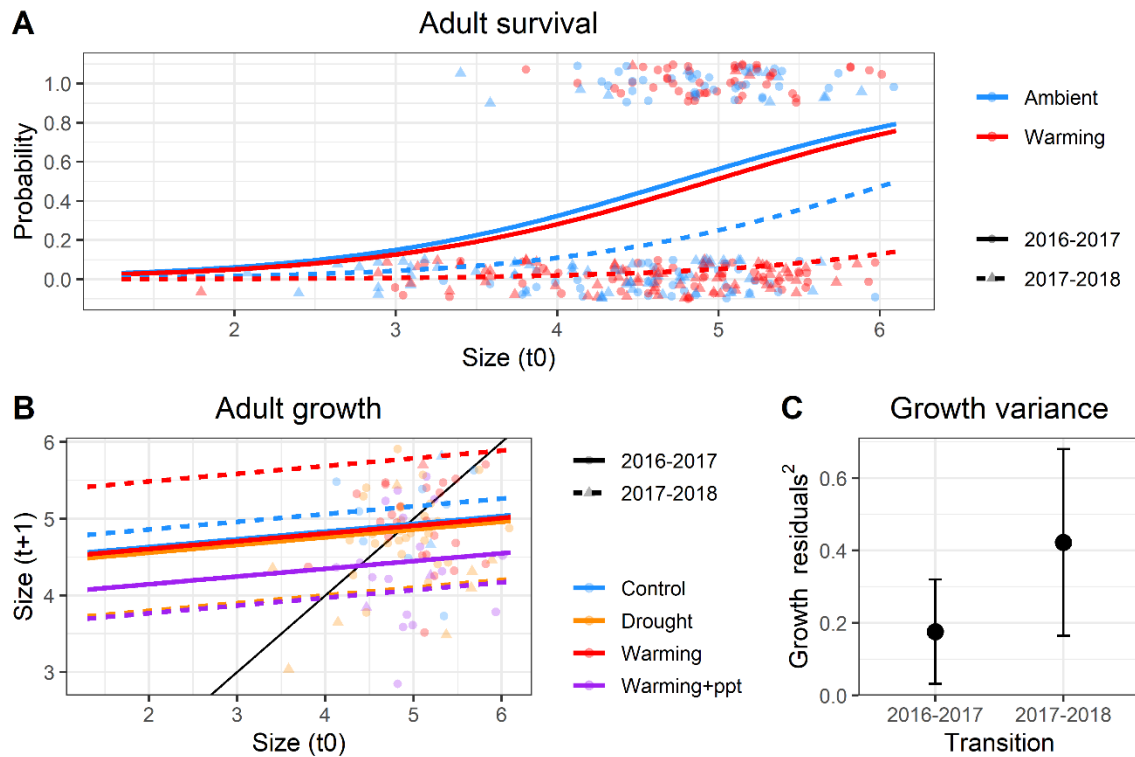 A
Adult survival
Probability
1.0
0.8
0.6
0.4
0.2
0.0
2 3 4 5 6
Size (t0)
Ambient
Warming
2016-2017
2017-2018
B
Adult growth
Size (t+1)
6
5
4
3
2 3 4 5 6
Size (t0)
2016-2017
2017-2018
Control
Drought
Warming
Warming+ppt
C
Growth variance
Growth residuals²
0.6
0.4
0.2
0.0
2016-2017 2017-2018
Transition